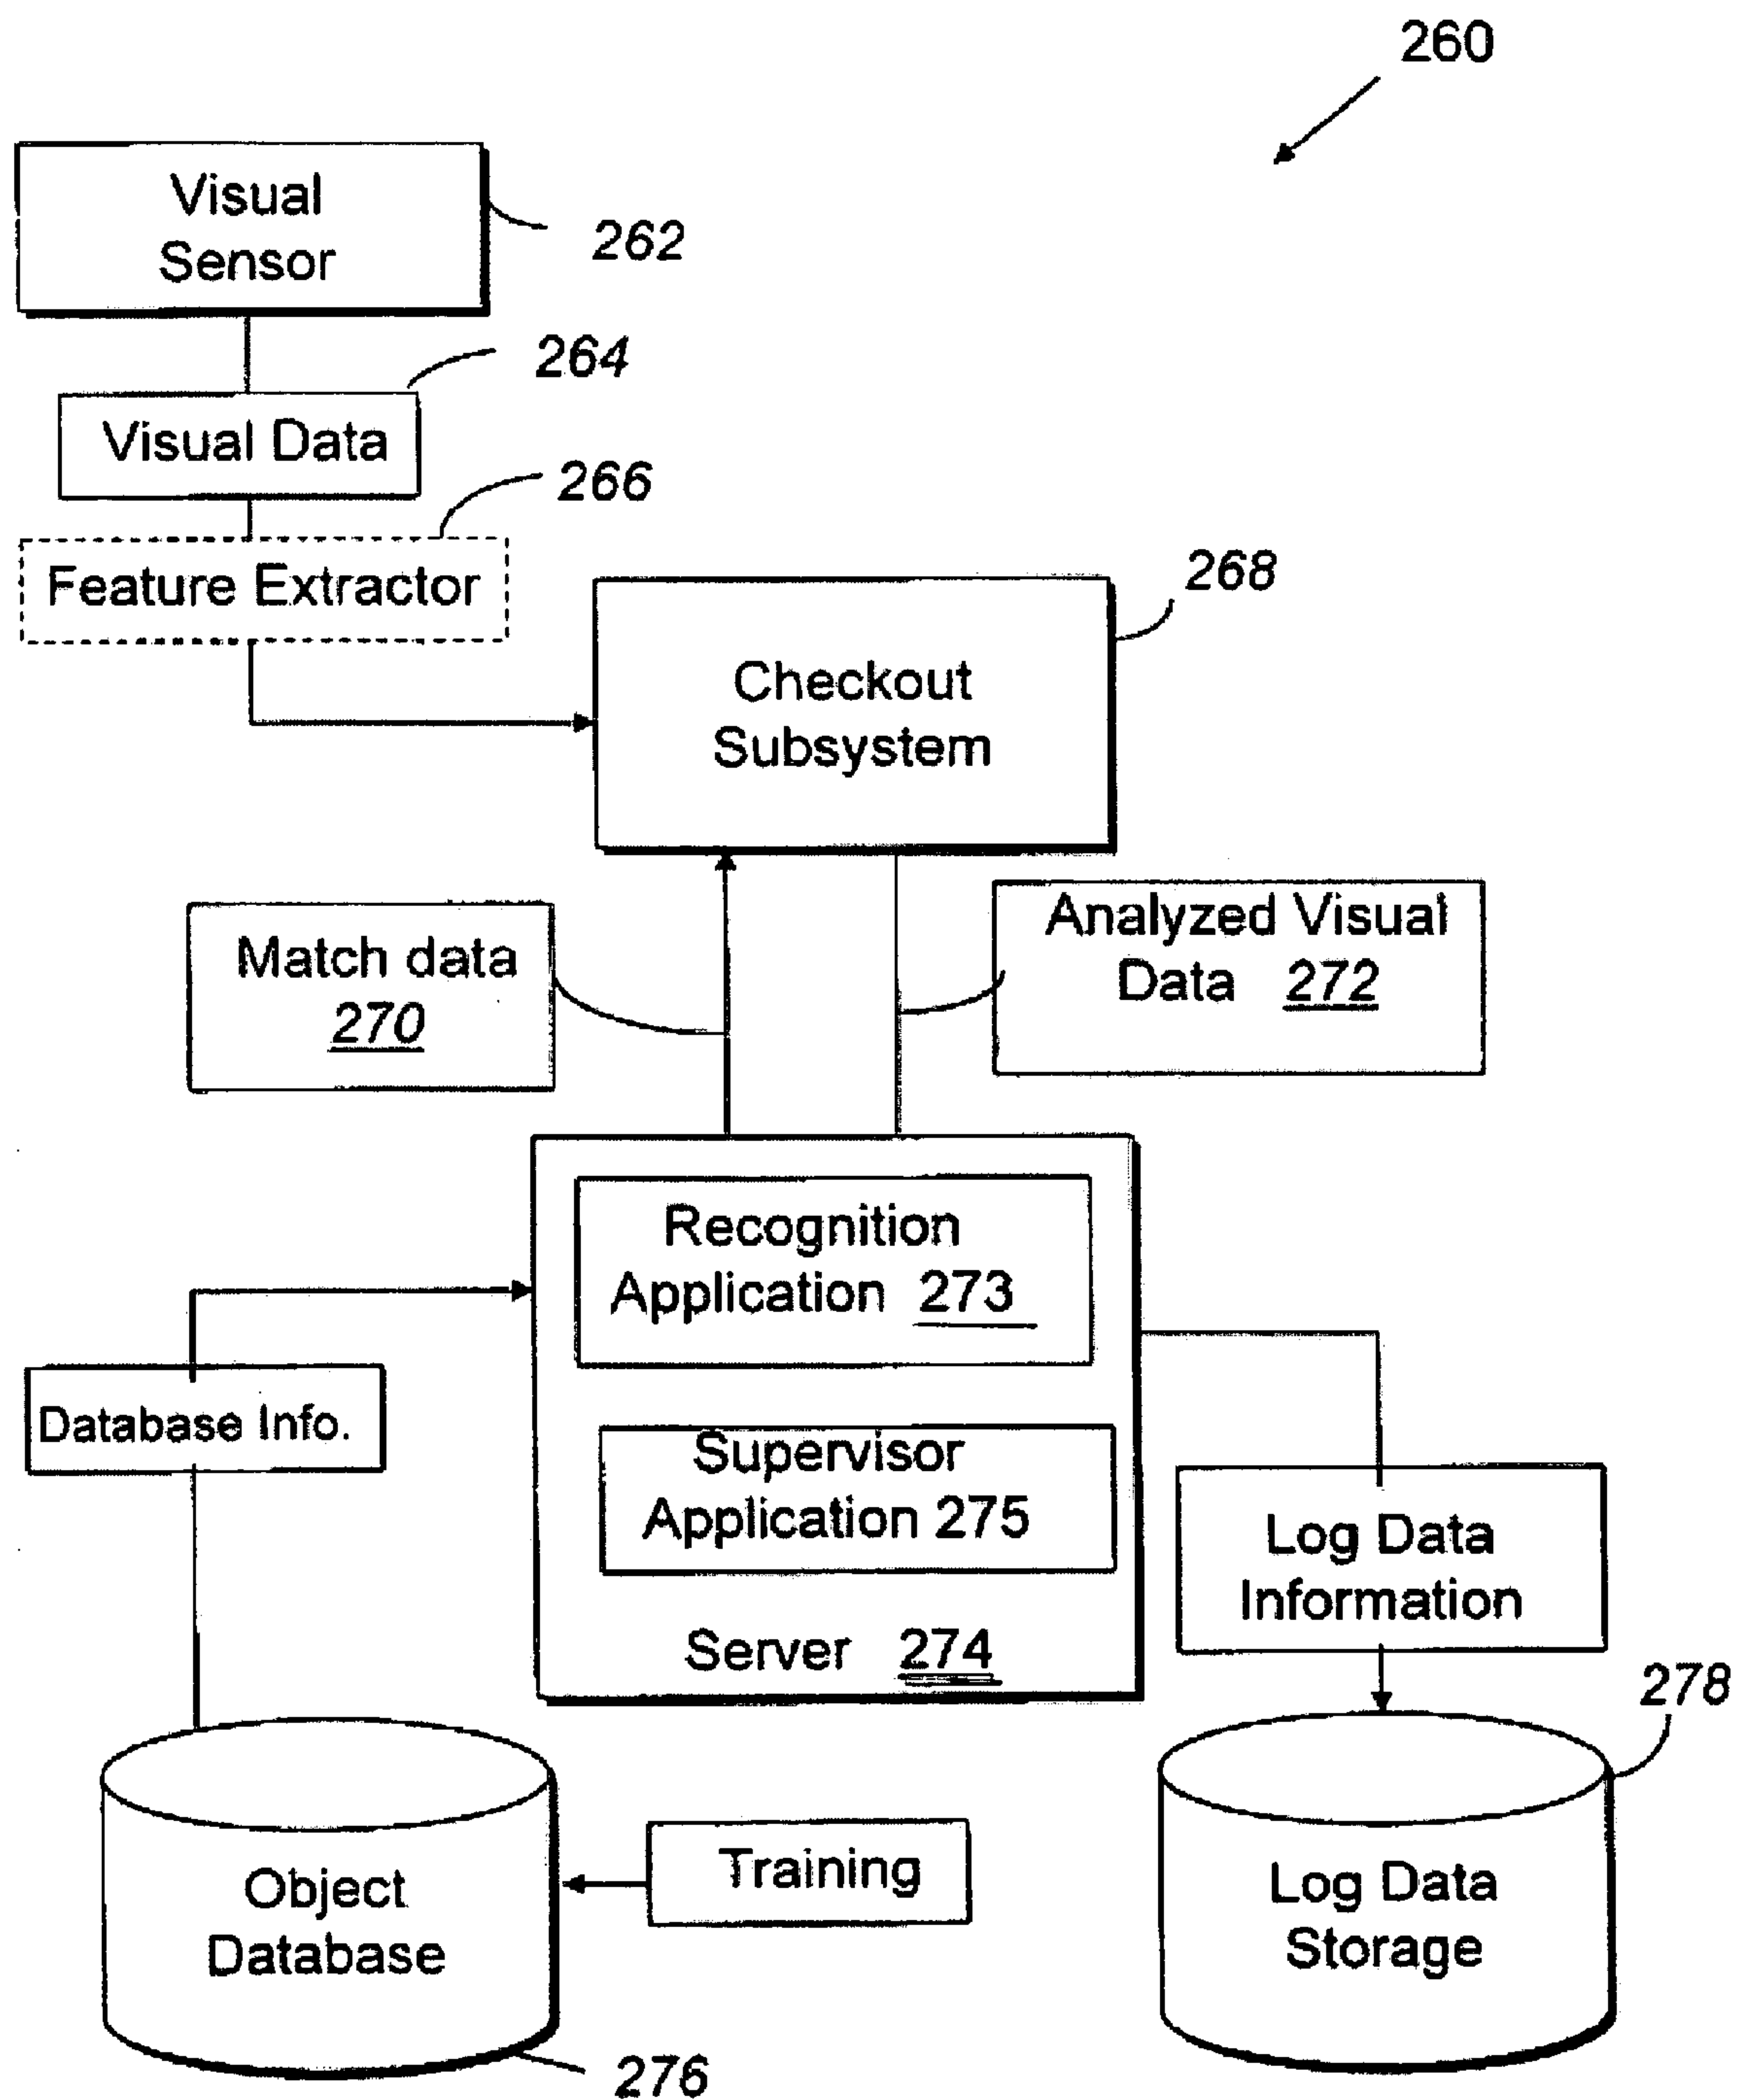 260
Visual
Sensor
262
264
Visual Data
266
Feature Extractor
268
Checkout
Subsystem
Match data
270
Analyzed Visual
Data 272
Recognition
Application 273
Database Info.
Supervisor
Application 275
Log Data
Information
Server 274
278
Object
Database
Training
Log Data
Storage
276